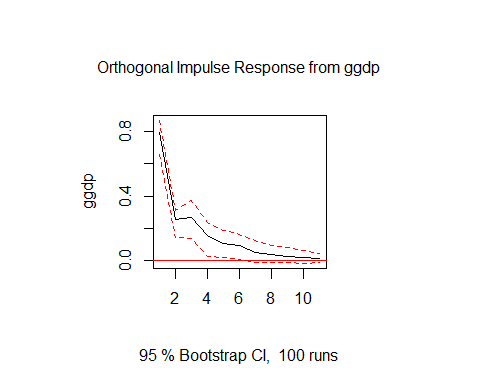 Orthogonal Impulse Response from ggdp
ggdp
0.8
0.4
0.0
2 4 6 8 10
95 % Bootstrap CI,  100 runs